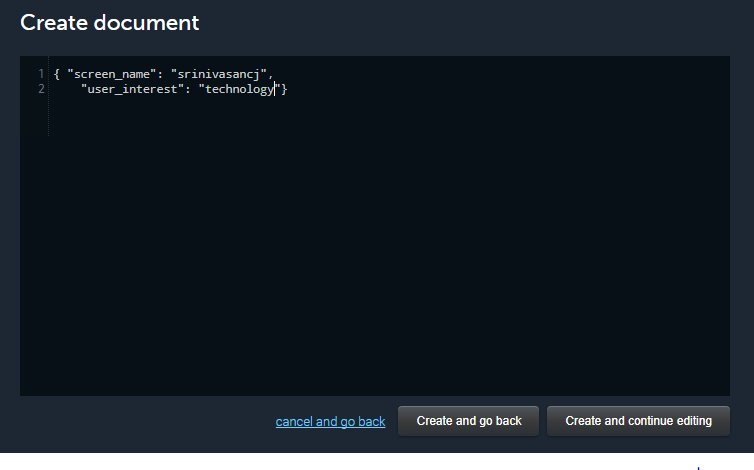 Create document
1 { "screen_name": "srinivasancj",
2 "user_interest": "technology"}
cancel and go back Create and go back Create and continue editing